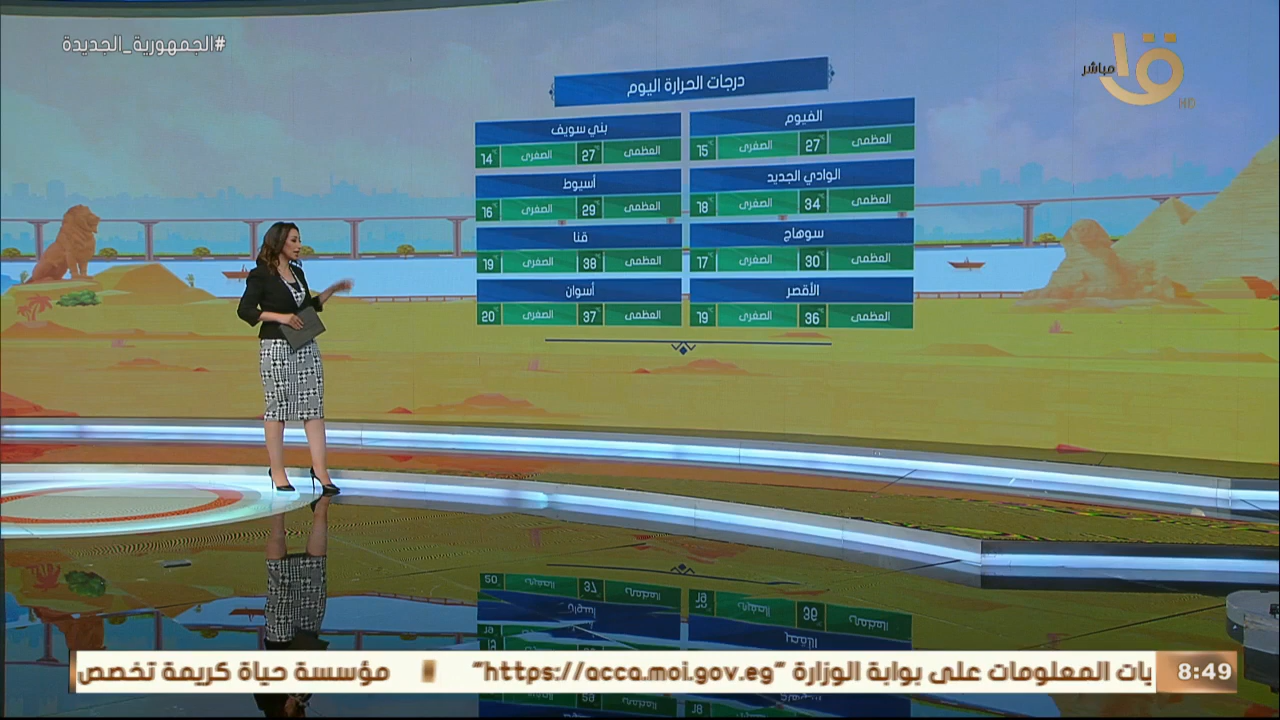 #الجمهورية_الجديدة
مباشر
HD
درجات الحرارة اليوم
الفيوم
العظمى 27 الصغرى 15
بني سويف
العظمى 27 الصغرى 14
الوادي الجديد
العظمى 34 الصغرى 18
أسيوط
العظمى 29 الصغرى 16
سوهاج
العظمى 30 الصغرى 17
قنا
العظمى 38 الصغرى 19
الأقصر
العظمى 36 الصغرى 19
أسوان
العظمى 37 الصغرى 20
8:49 يات المعلومات على بوابة الوزارة "https://acca.moi.gov.eg" مؤسسة حياة كريمة تخصص